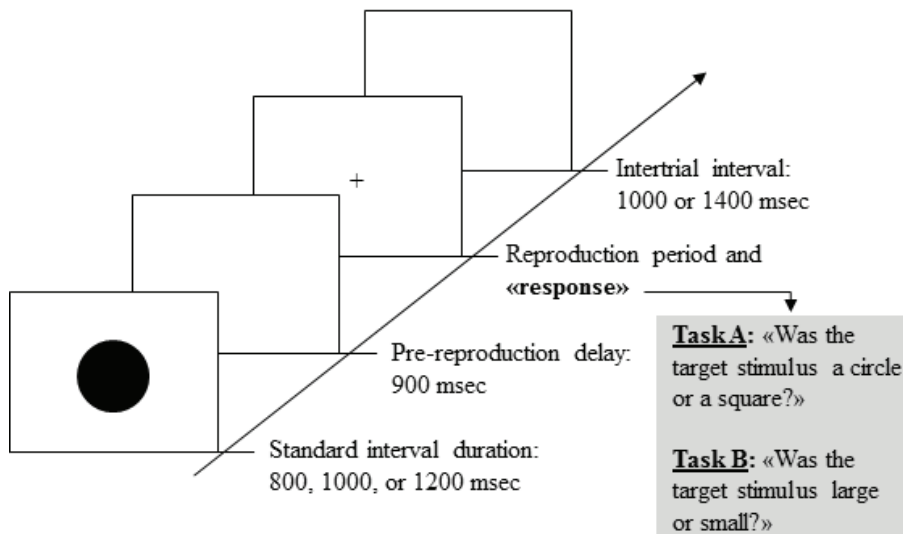 +
Intertrial interval:
1000 or 1400 msec
Reproduction period and
«response»
Pre-reproduction delay:
900 msec
Standard interval duration:
800, 1000, or 1200 msec
Task A: «Was the
target stimulus a circle
or a square?»
Task B: «Was the
target stimulus large
or small?»